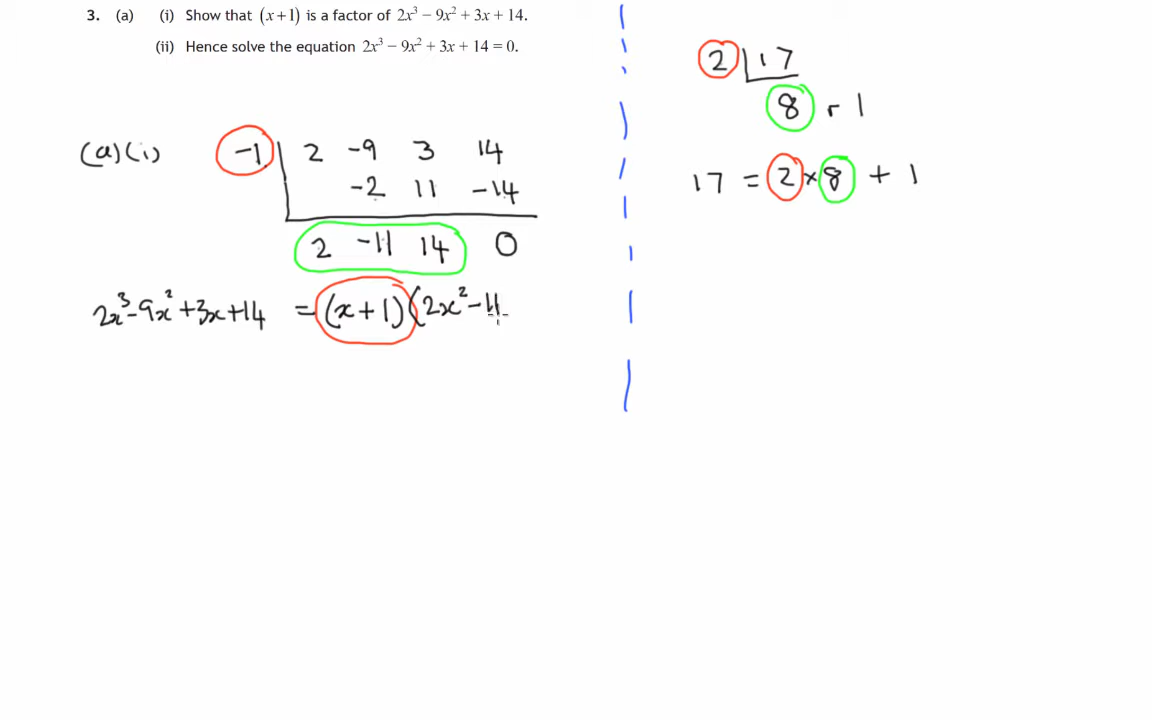 3. (a) (i) Show that (x+1) is a factor of 2x³ − 9x² + 3x + 14.
(ii) Hence solve the equation 2x³ − 9x² + 3x + 14 = 0.
(a)(i) -1 | 2 -9 3 14
-2 11 -14
2 -11 14 0
2x³-9x²+3x+14 = (x+1)(2x²-11
2 | 17
8 r 1
17 = 2 × 8 + 1